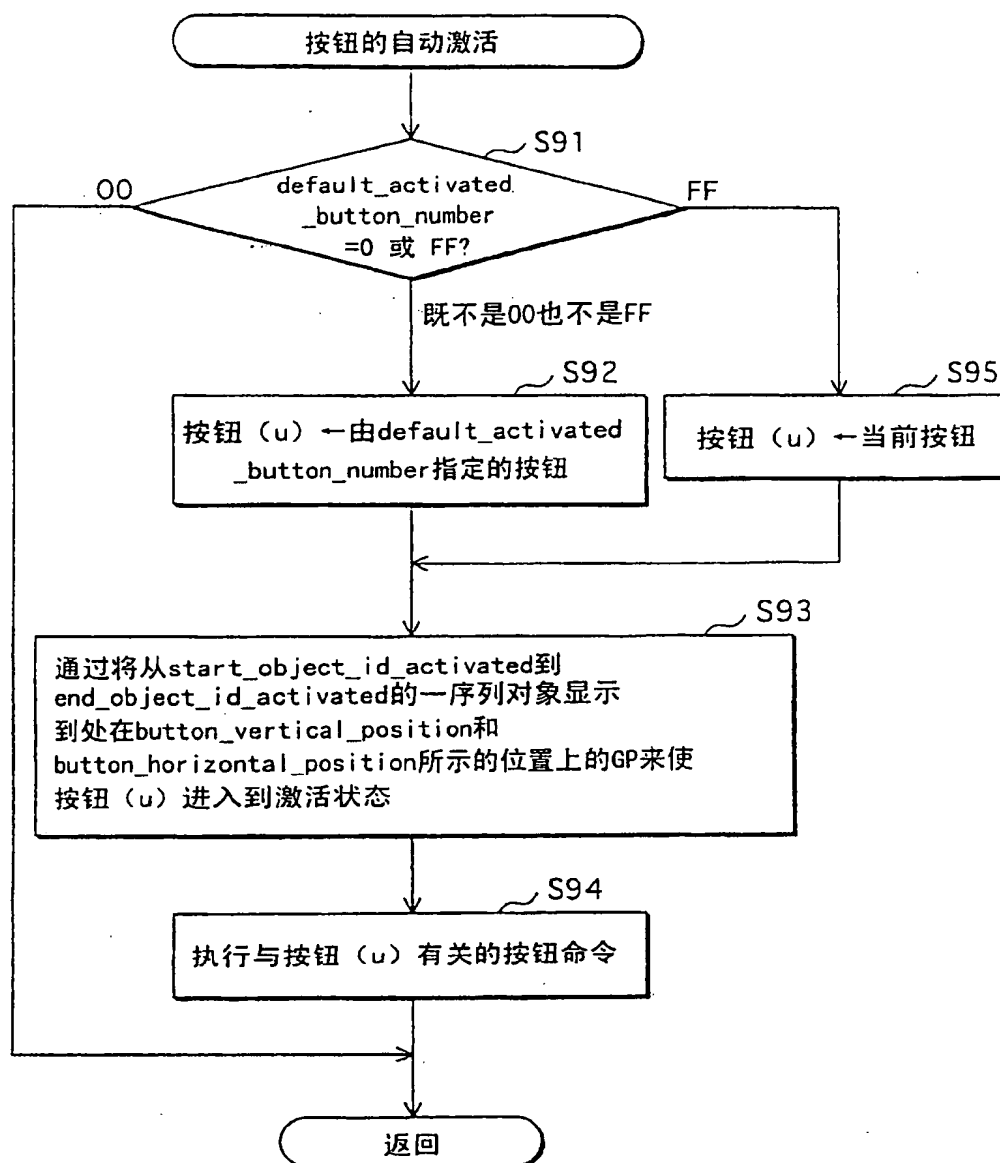 按钮的自动激活
S91
00
default_activated
_button_number
=0 或 FF?
FF
既不是00也不是FF
S92
按钮（u）←由default_activated
_button_number指定的按钮
S95
按钮（u）←当前按钮
S93
通过将从start_object_id_activated到
end_object_id_activated的一序列对象显示
到处在button_vertical_position和
button_horizontal_position所示的位置上的GP来使
按钮（u）进入到激活状态
S94
执行与按钮（u）有关的按钮命令
返回